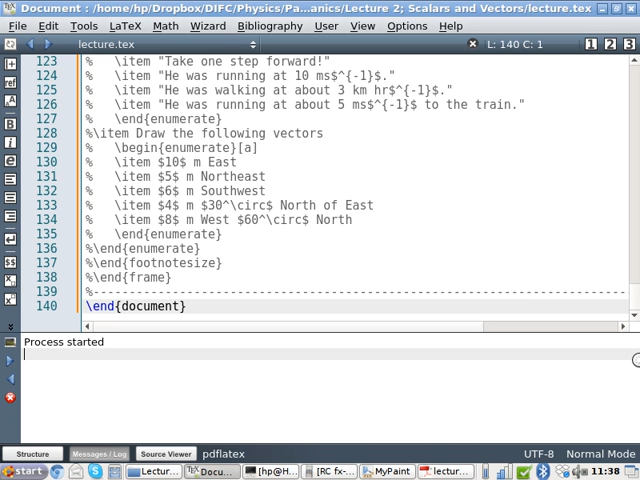 Document : /home/hp/Dropbox/DIFC/Physics/Pa...anics/Lecture 2; Scalars and Vectors/lecture.tex
File Edit Tools LaTeX Math Wizard Bibliography User View Options Help
lecture.tex L: 140 C: 1 1 2 3
123 % \item "Take one step forward!"
124 % \item "He was running at 10 ms$^{-1}$."
125 % \item "He was walking at about 3 km hr$^{-1}$."
126 % \item "He was running at about 5 ms$^{-1}$ to the train."
127 % \end{enumerate}
128 %\item Draw the following vectors
129 % \begin{enumerate}[a]
130 % \item $10$ m East
131 % \item $5$ m Northeast
132 % \item $6$ m Southwest
133 % \item $4$ m $30^\circ$ North of East
134 % \item $8$ m West $60^\circ$ North
135 % \end{enumerate}
136 %\end{enumerate}
137 %\end{footnotesize}
138 %\end{frame}
139 %------------------------------------------------------------------
140 \end{document}
Process started
Structure Messages / Log Source Viewer pdflatex UTF-8 Normal Mode
start Lectur... Docu... [hp@H... [RC fx-... MyPaint lectur... 11:38